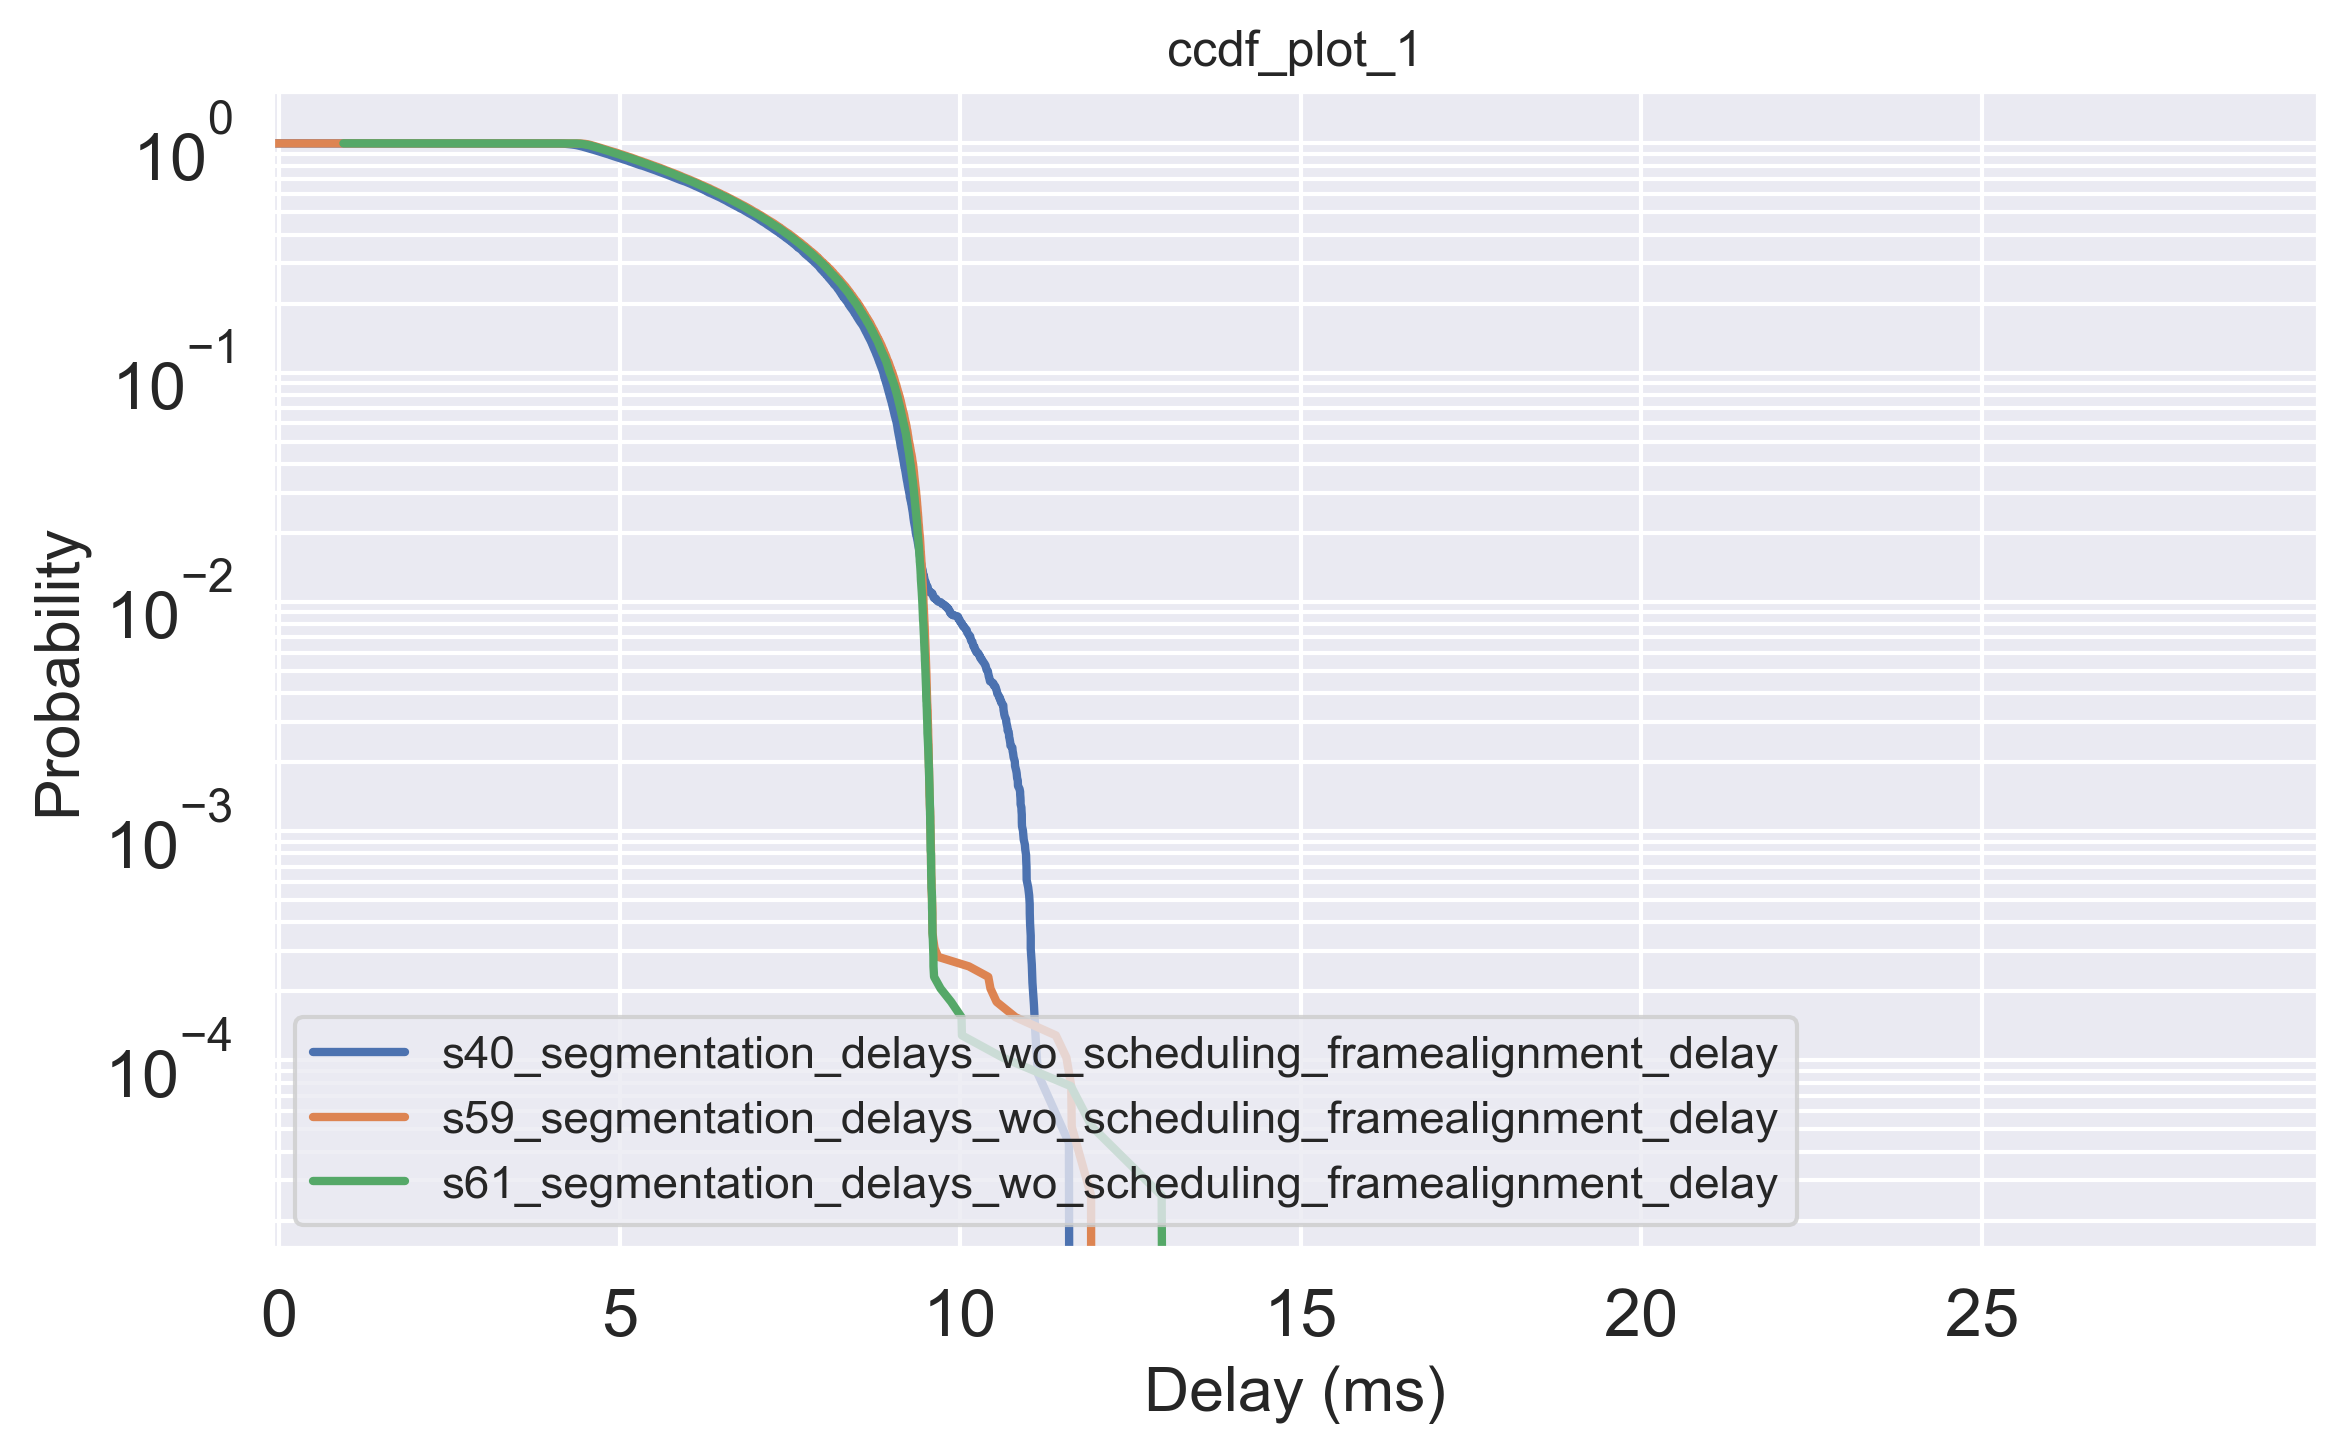 ccdf_plot_1
10^0
10^−1
10^−2
10^−3
10^−4
Probability
s40_segmentation_delays_wo_scheduling_framealignment_delay
s59_segmentation_delays_wo_scheduling_framealignment_delay
s61_segmentation_delays_wo_scheduling_framealignment_delay
0 5 10 15 20 25
Delay (ms)